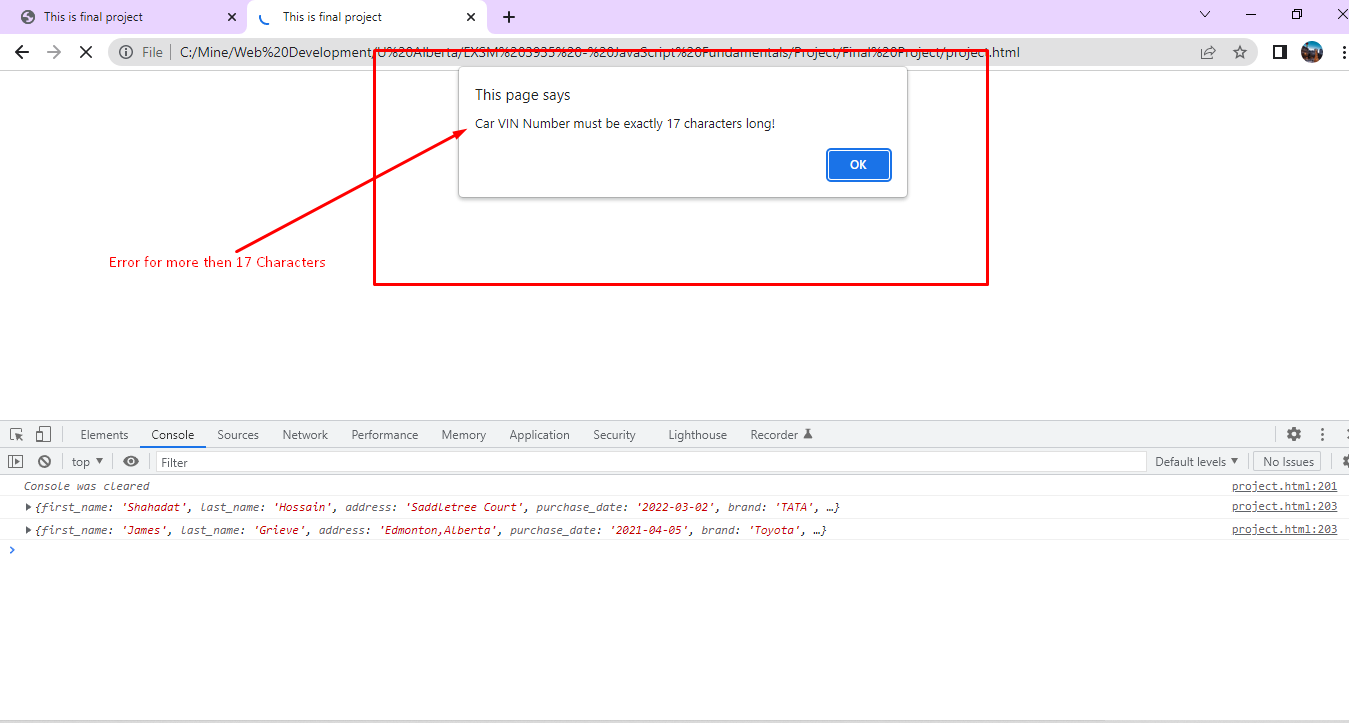 This is final project
This is final project
File
C:/Mine/Web%20Development/U%20Alberta/EXSM%203935%20-%20JavaScript%20Fundamentals/Project/Final%20Project/project.html
This page says
Car VIN Number must be exactly 17 characters long!
OK
Error for more then 17 Characters
Elements Console Sources Network Performance Memory Application Security Lighthouse Recorder
top Filter Default levels No Issues
Console was cleared project.html:201
{first_name: 'Shahadat', last_name: 'Hossain', address: 'Saddletree Court', purchase_date: '2022-03-02', brand: 'TATA', …} project.html:203
{first_name: 'James', last_name: 'Grieve', address: 'Edmonton,Alberta', purchase_date: '2021-04-05', brand: 'Toyota', …} project.html:203